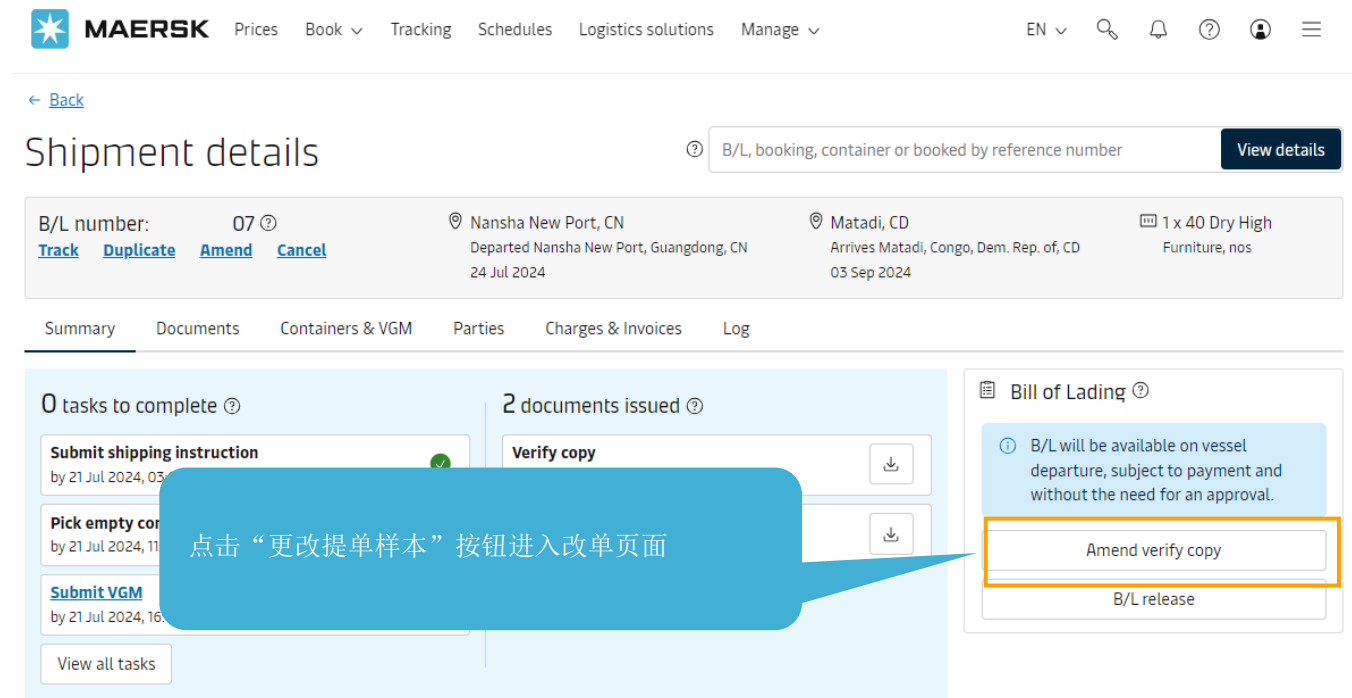 MAERSK Prices Book Tracking Schedules Logistics solutions Manage EN
← Back
Shipment details
B/L, booking, container or booked by reference number View details
B/L number: 07
Track Duplicate Amend Cancel
Nansha New Port, CN
Departed Nansha New Port, Guangdong, CN
24 Jul 2024
Matadi, CD
Arrives Matadi, Congo, Dem. Rep. of, CD
03 Sep 2024
1 x 40 Dry High
Furniture, nos
Summary Documents Containers & VGM Parties Charges & Invoices Log
0 tasks to complete
Submit shipping instruction
by 21 Jul 2024, 03
Pick empty
by 21 Jul 2024, 11
Submit VGM
by 21 Jul 2024, 16
View all tasks
2 documents issued
Verify copy
点击“更改提单样本”按钮进入改单页面
Bill of Lading
B/L will be available on vessel
departure, subject to payment and
without the need for an approval.
Amend verify copy
B/L release